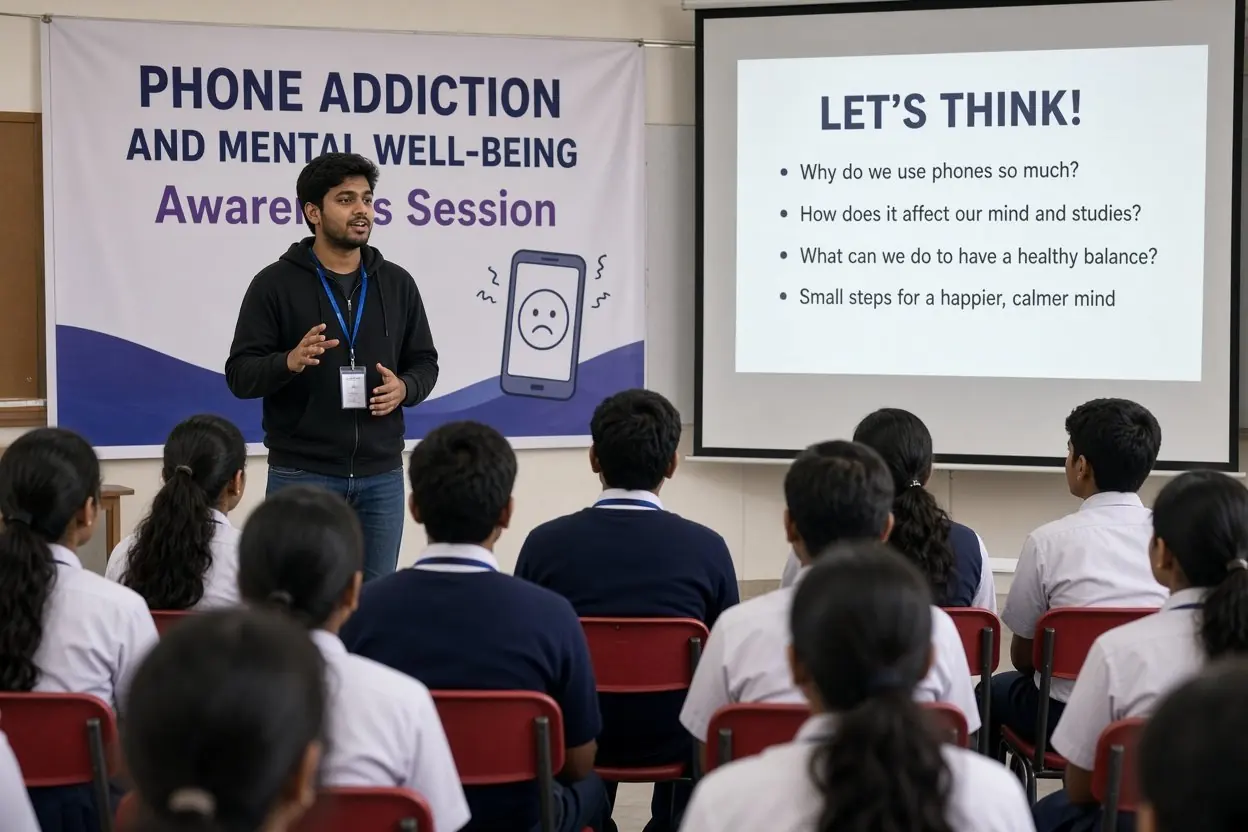 PHONE ADDICTION
AND MENTAL WELL-BEING
Awareness Session
LET'S THINK!
• Why do we use phones so much?
• How does it affect our mind and studies?
• What can we do to have a healthy balance?
• Small steps for a happier, calmer mind